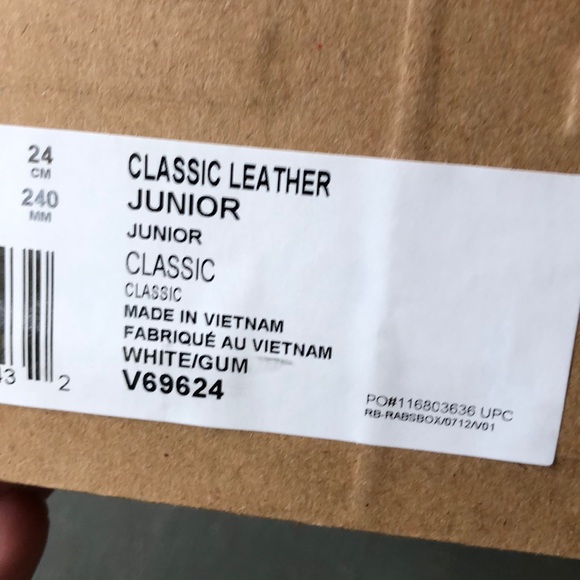 24
CM
240
MM
CLASSIC LEATHER
JUNIOR
JUNIOR
CLASSIC
CLASSIC
MADE IN VIETNAM
FABRIQUÉ AU VIETNAM
WHITE/GUM
V69624
3 2
PO#116803636 UPC
RB-RABSBOX/0712/V01